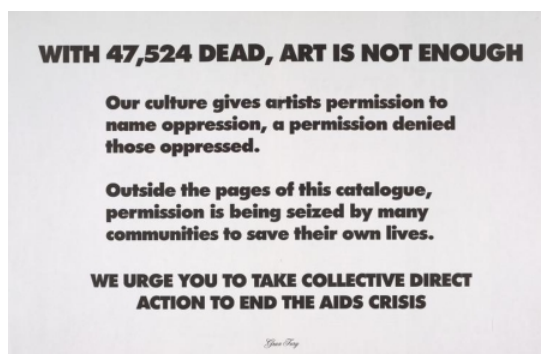 WITH 47,524 DEAD, ART IS NOT ENOUGH
Our culture gives artists permission to
name oppression, a permission denied
those oppressed.
Outside the pages of this catalogue,
permission is being seized by many
communities to save their own lives.
WE URGE YOU TO TAKE COLLECTIVE DIRECT
ACTION TO END THE AIDS CRISIS
Gran Fury